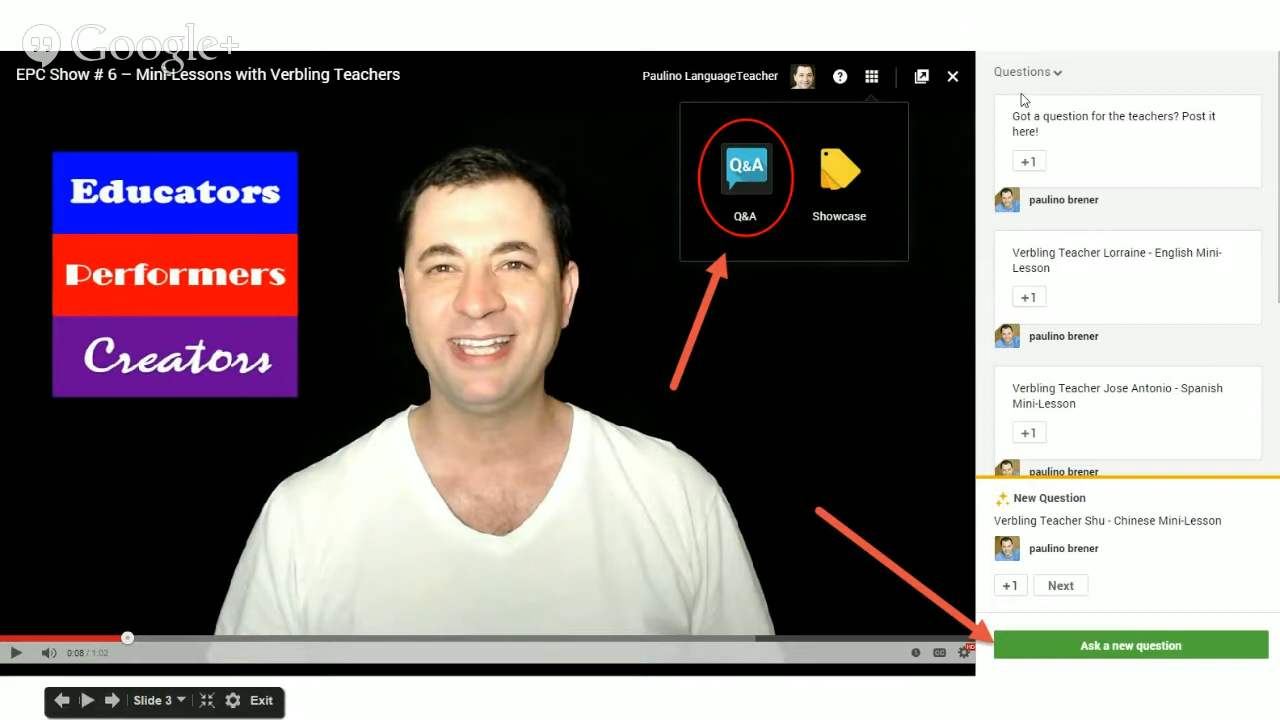 Google+
EPC Show # 6 – Mini-Lessons with Verbling Teachers
Paulino LanguageTeacher
Educators
Performers
Creators
Q&A
Q&A
Showcase
Questions
Got a question for the teachers? Post it
here!
+1
paulino brener
Verbling Teacher Lorraine - English Mini-
Lesson
+1
paulino brener
Verbling Teacher Jose Antonio - Spanish
Mini-Lesson
+1
paulino brener
New Question
Verbling Teacher Shu - Chinese Mini-Lesson
paulino brener
+1
Next
Ask a new question
0:08 / 1:02
CC
HD
Slide 3
Exit